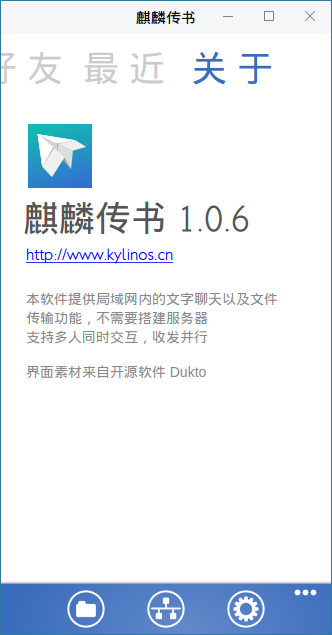 麒麟传书
好友 最近 关于
麒麟传书 1.0.6
http://www.kylinos.cn
本软件提供局域网内的文字聊天以及文件
传输功能，不需要搭建服务器
支持多人同时交互，收发并行
界面素材来自开源软件 Dukto